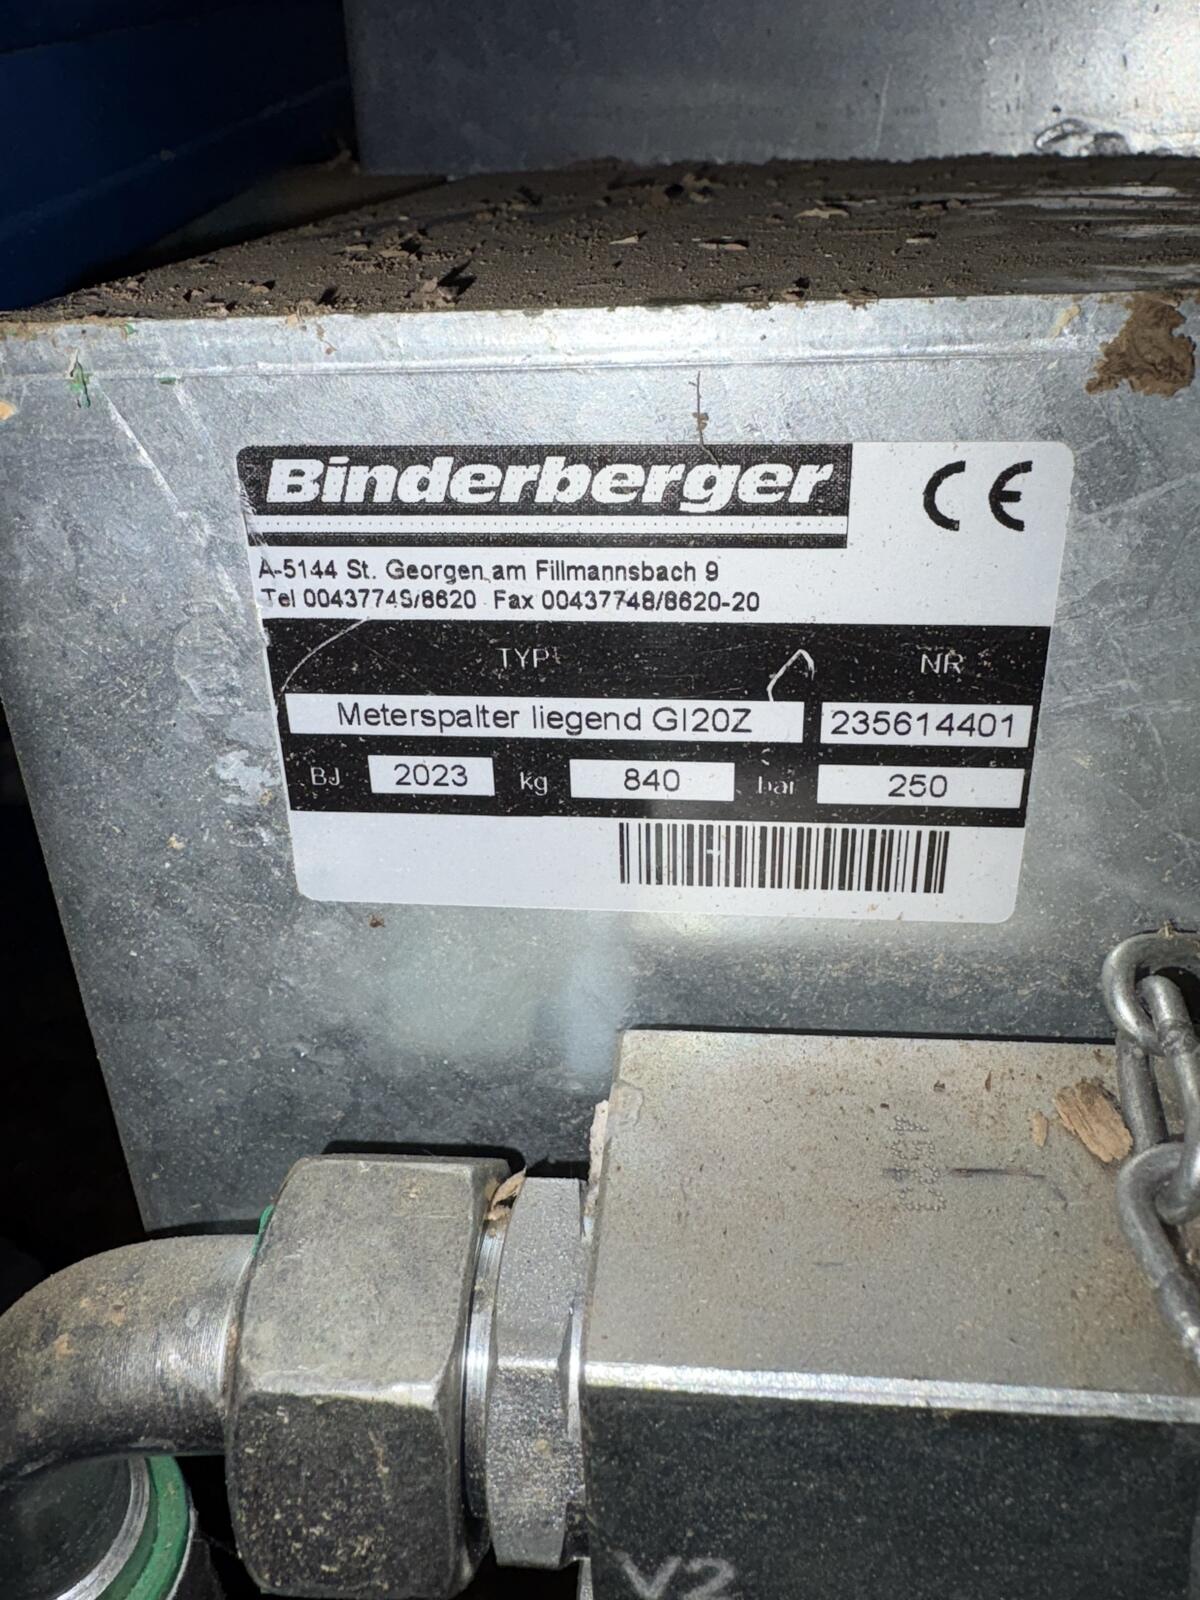 Binderberger
CE
A-5144 St. Georgen am Fillmannsbach 9
Tel 00437748/8620 Fax 00437748/8620-20
TYP NR
Meterspalter liegend GI20Z 235614401
BJ 2023 kg 840 bar 250
V2